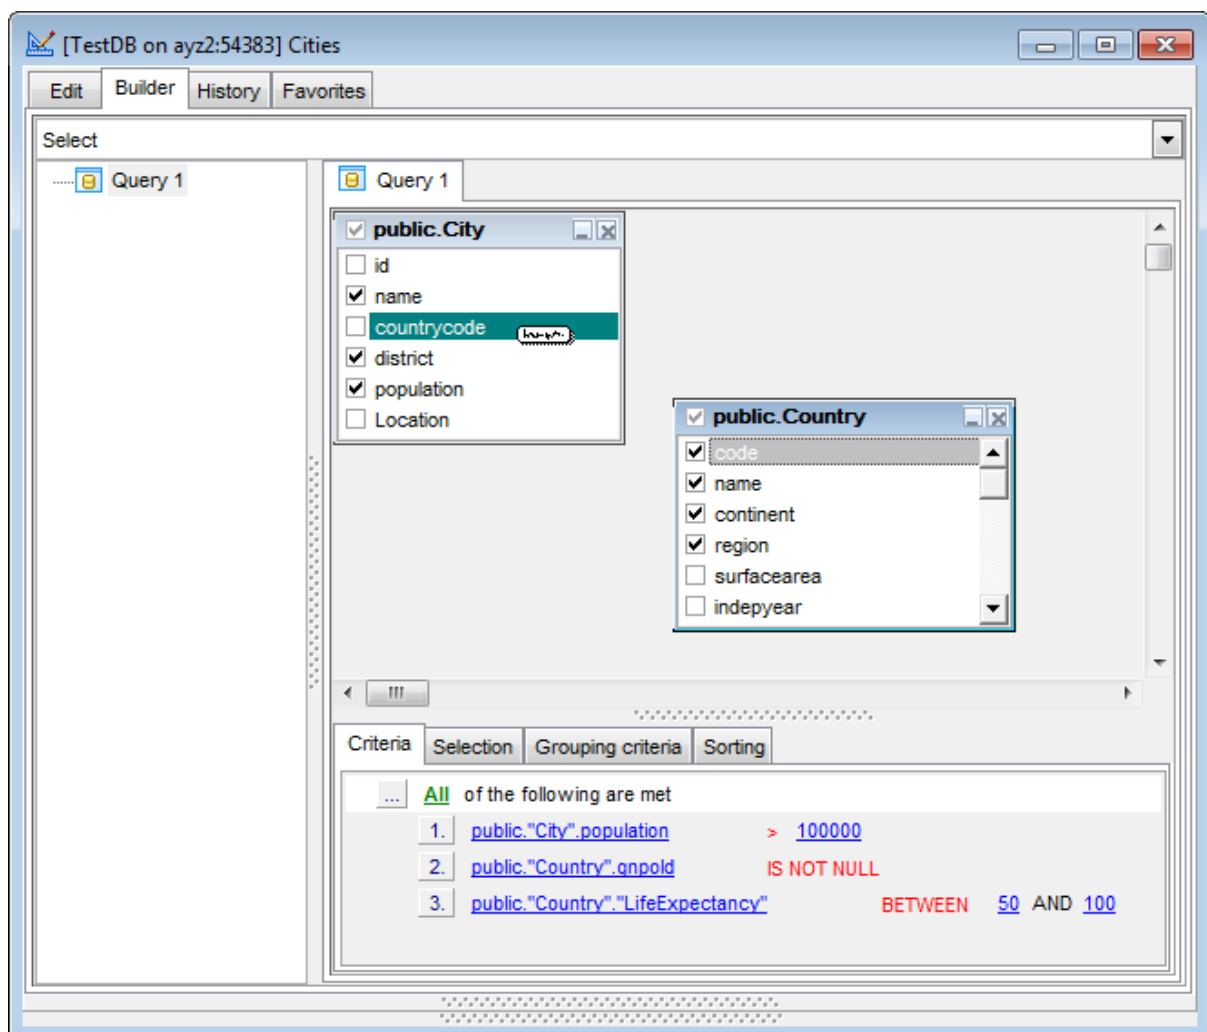 [TestDB on ayz2:54383] Cities
Edit Builder History Favorites
Select
Query 1
Query 1
public.City
id
name
countrycode
district
population
Location
public.Country
code
name
continent
region
surfacearea
indepyear
Criteria Selection Grouping criteria Sorting
... All of the following are met
1. public."City".population > 100000
2. public."Country".gnpold IS NOT NULL
3. public."Country"."LifeExpectancy" BETWEEN 50 AND 100